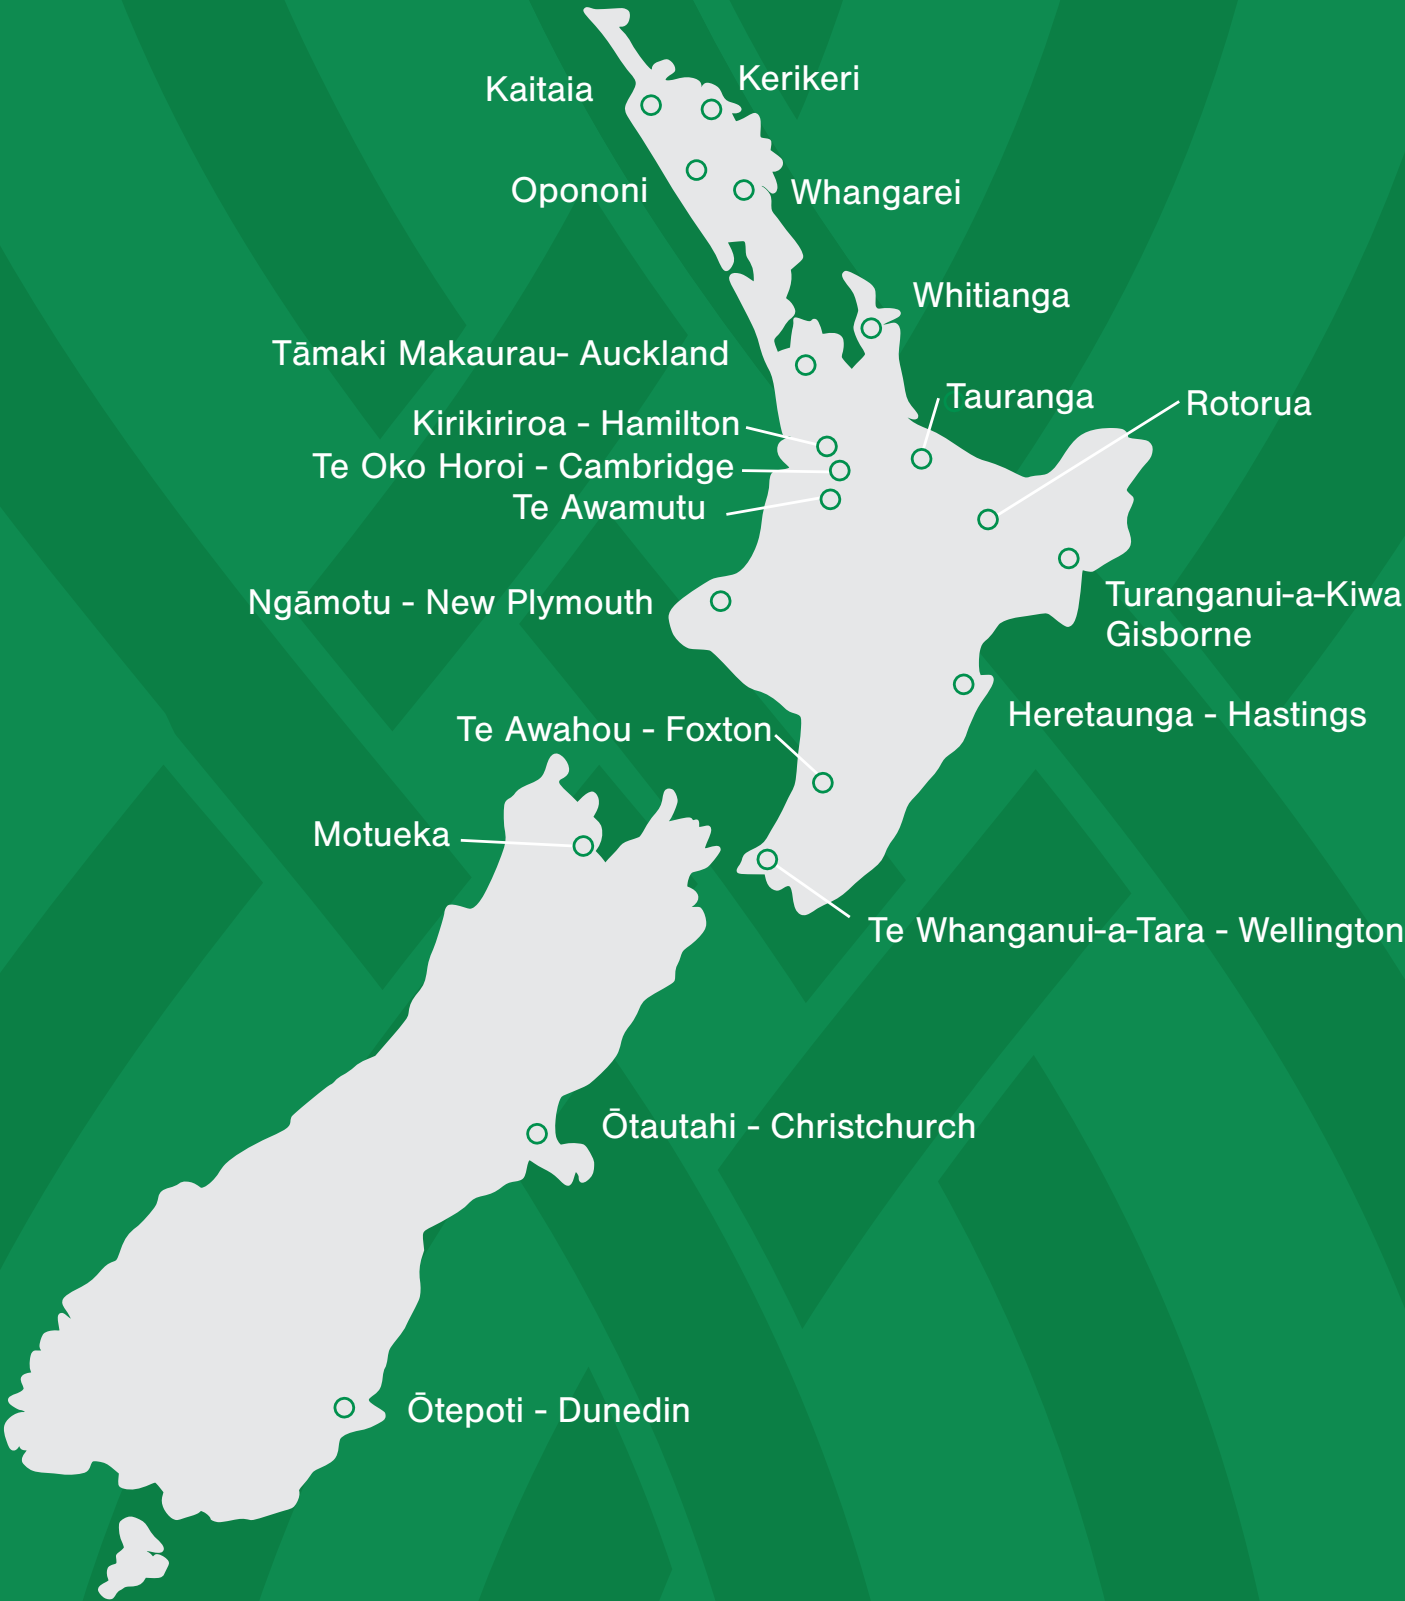 Kerikeri
Kaitaia
Opononi
Whangarei
Whitianga
Tāmaki Makaurau- Auckland
Tauranga
Rotorua
Kirikiriroa - Hamilton
Te Oko Horoi - Cambridge
Te Awamutu
Ngāmotu - New Plymouth
Turanganui-a-Kiwa
Gisborne
Heretaunga - Hastings
Te Awahou - Foxton
Motueka
Te Whanganui-a-Tara - Wellington
Ōtautahi - Christchurch
Ōtepoti - Dunedin